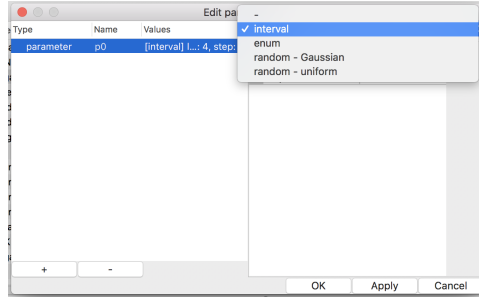 Edit pa
-
Type Name Values
✓ interval
parameter p0 [interval] l...: 4, step:
enum
random - Gaussian
random - uniform
+ -
OK Apply Cancel